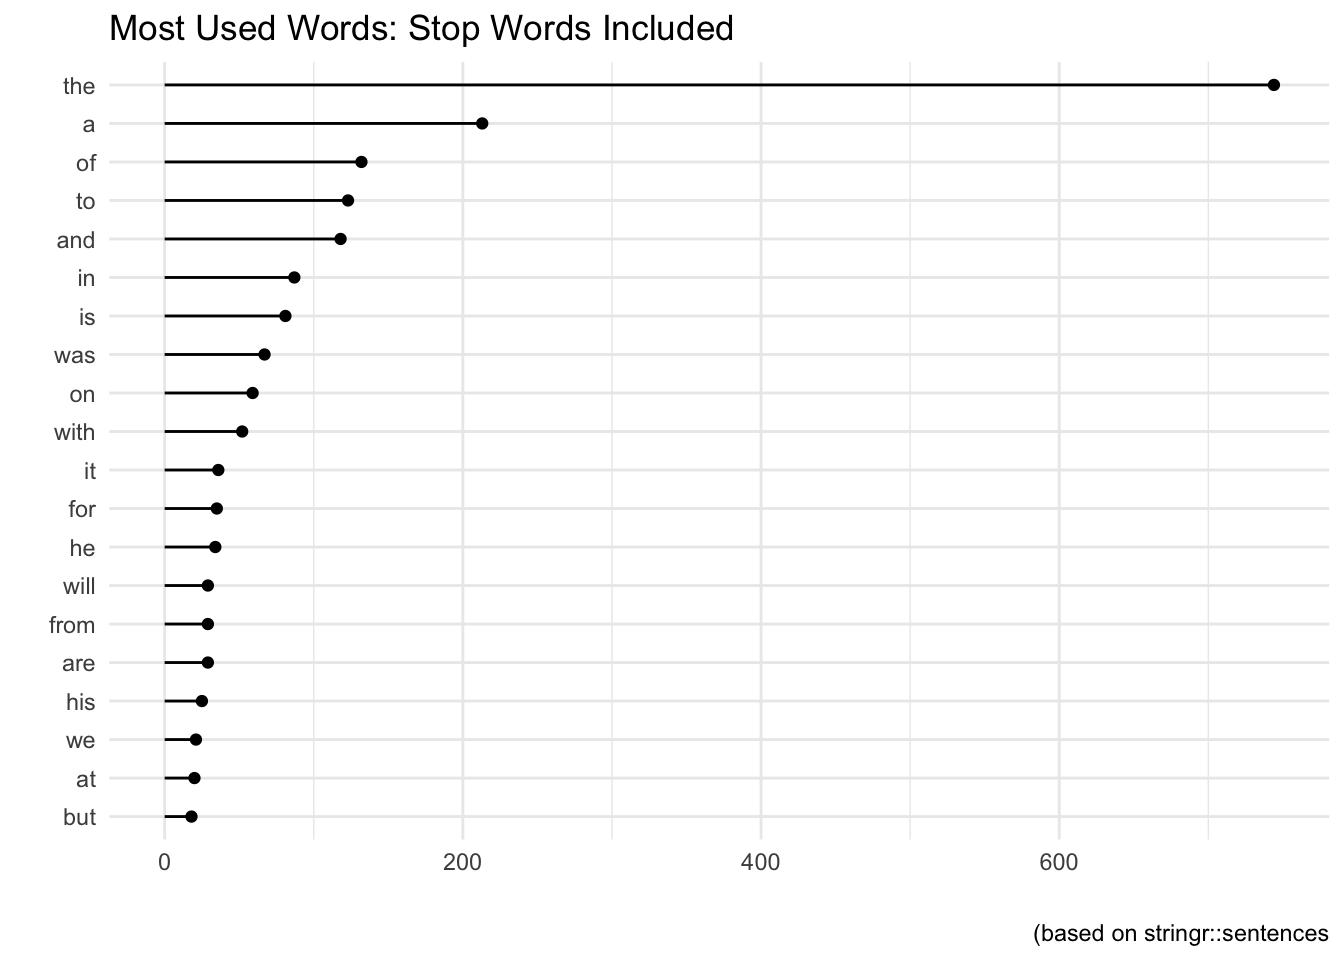 Most Used Words: Stop Words Included
the
a
of
to
and
in
is
was
on
with
it
for
he
will
from
are
his
we
at
but
0 200 400 600
(based on stringr::sentences